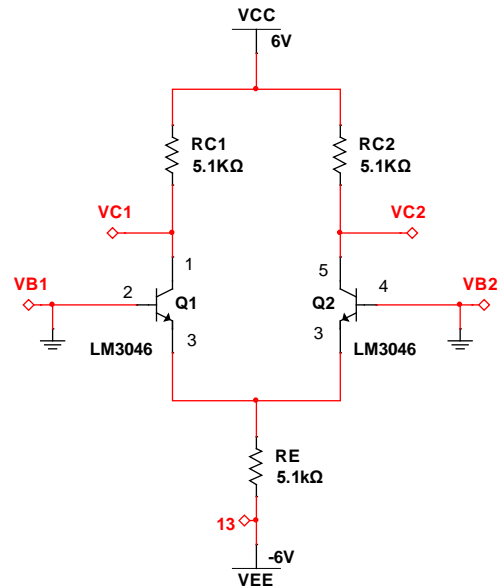 VCC
6V
RC1
5.1KΩ
RC2
5.1KΩ
VC1
VC2
1
5
VB1
2
Q1
Q2
4
VB2
3
3
LM3046
LM3046
RE
5.1kΩ
13
-6V
VEE